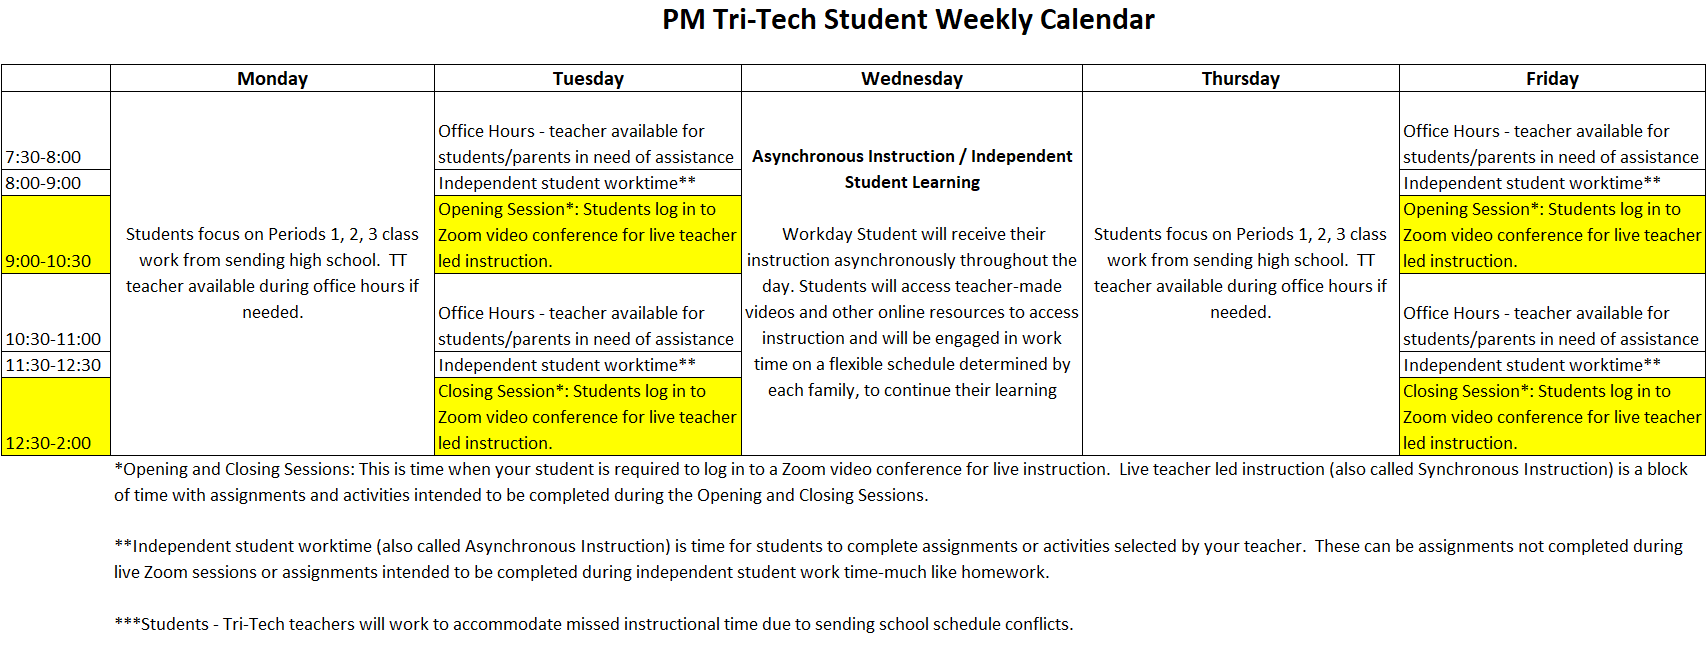 PM Tri-Tech Student Weekly Calendar
Monday Tuesday Wednesday Thursday Friday
7:30-8:00
8:00-9:00
9:00-10:30
10:30-11:00
11:30-12:30
12:30-2:00
Students focus on Periods 1, 2, 3 class
work from sending high school.  TT
teacher available during office hours if
needed.
Office Hours - teacher available for
students/parents in need of assistance
Independent student worktime**
Opening Session*: Students log in to
Zoom video conference for live teacher
led instruction.
Office Hours - teacher available for
students/parents in need of assistance
Independent student worktime**
Closing Session*: Students log in to
Zoom video conference for live teacher
led instruction.
Asynchronous Instruction / Independent
Student Learning
Workday Student will receive their
instruction asynchronously throughout the
day. Students will access teacher-made
videos and other online resources to access
instruction and will be engaged in work
time on a flexible schedule determined by
each family, to continue their learning
Students focus on Periods 1, 2, 3 class
work from sending high school.  TT
teacher available during office hours if
needed.
Office Hours - teacher available for
students/parents in need of assistance
Independent student worktime**
Opening Session*: Students log in to
Zoom video conference for live teacher
led instruction.
Office Hours - teacher available for
students/parents in need of assistance
Independent student worktime**
Closing Session*: Students log in to
Zoom video conference for live teacher
led instruction.
*Opening and Closing Sessions: This is time when your student is required to log in to a Zoom video conference for live instruction.  Live teacher led instruction (also called Synchronous Instruction) is a block
of time with assignments and activities intended to be completed during the Opening and Closing Sessions.
**Independent student worktime (also called Asynchronous Instruction) is time for students to complete assignments or activities selected by your teacher.  These can be assignments not completed during
live Zoom sessions or assignments intended to be completed during independent student work time-much like homework.
***Students - Tri-Tech teachers will work to accommodate missed instructional time due to sending school schedule conflicts.